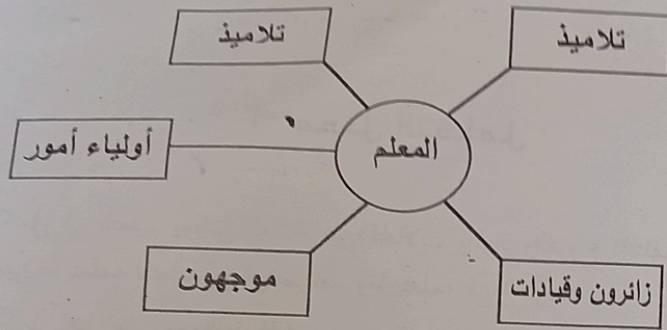 تلاميذ
تلاميذ
المعلم
أولياء أمور
موجهون
زائرون وقيادات